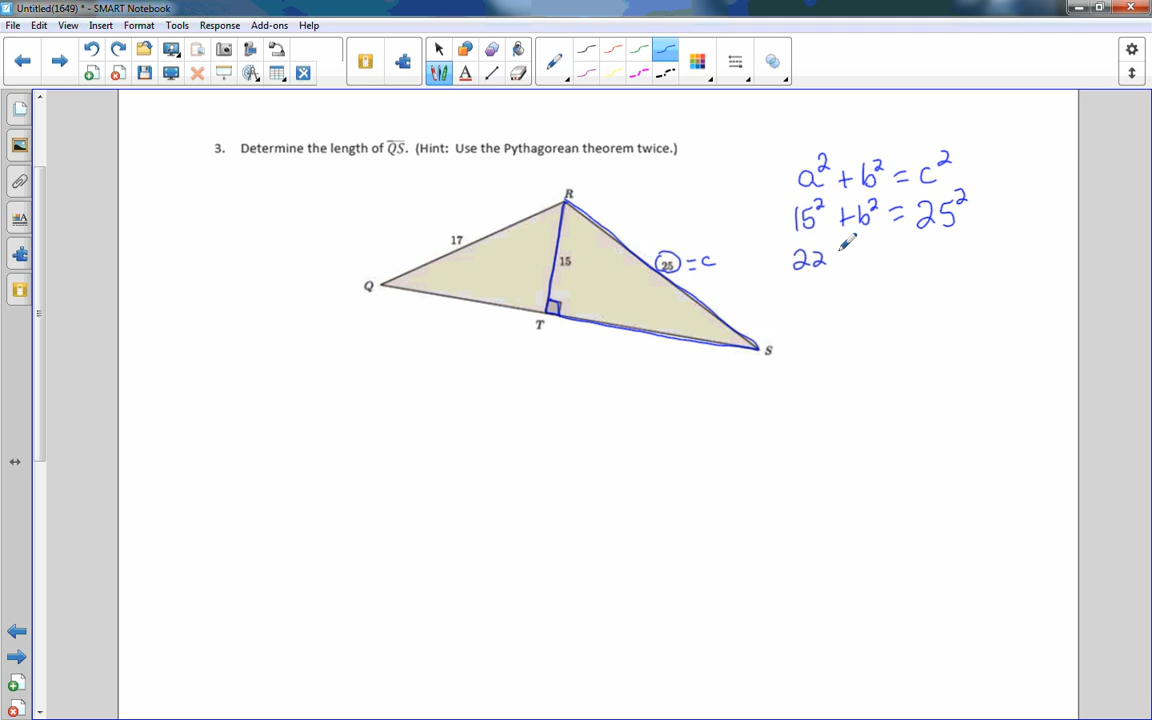 Untitled(1649) * - SMART Notebook
File Edit View Insert Format Tools Response Add-ons Help
3. Determine the length of QS. (Hint: Use the Pythagorean theorem twice.)
a² + b² = c²
15² + b² = 25²
22
R
17
15
25 = c
Q
T
S